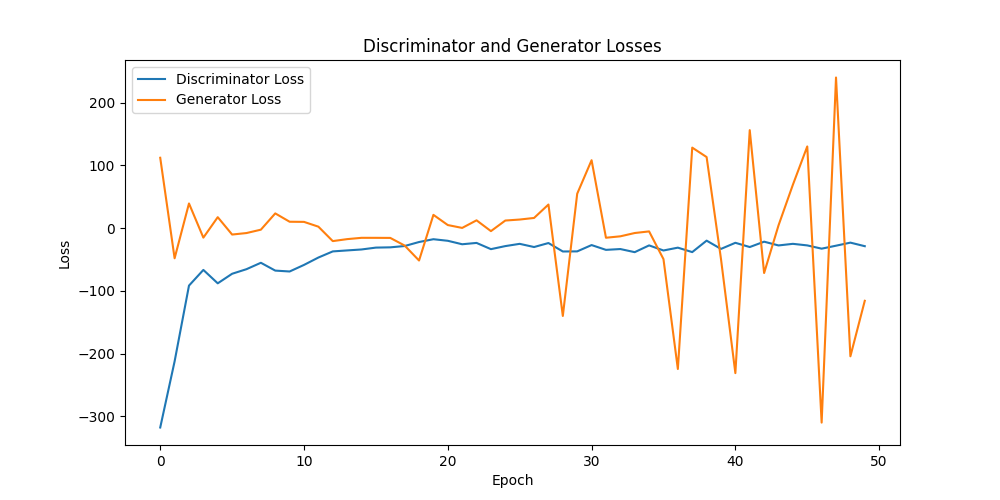 Discriminator and Generator Losses
Discriminator Loss
Generator Loss
200
100
0
−100
−200
−300
Loss
0 10 20 30 40 50
Epoch